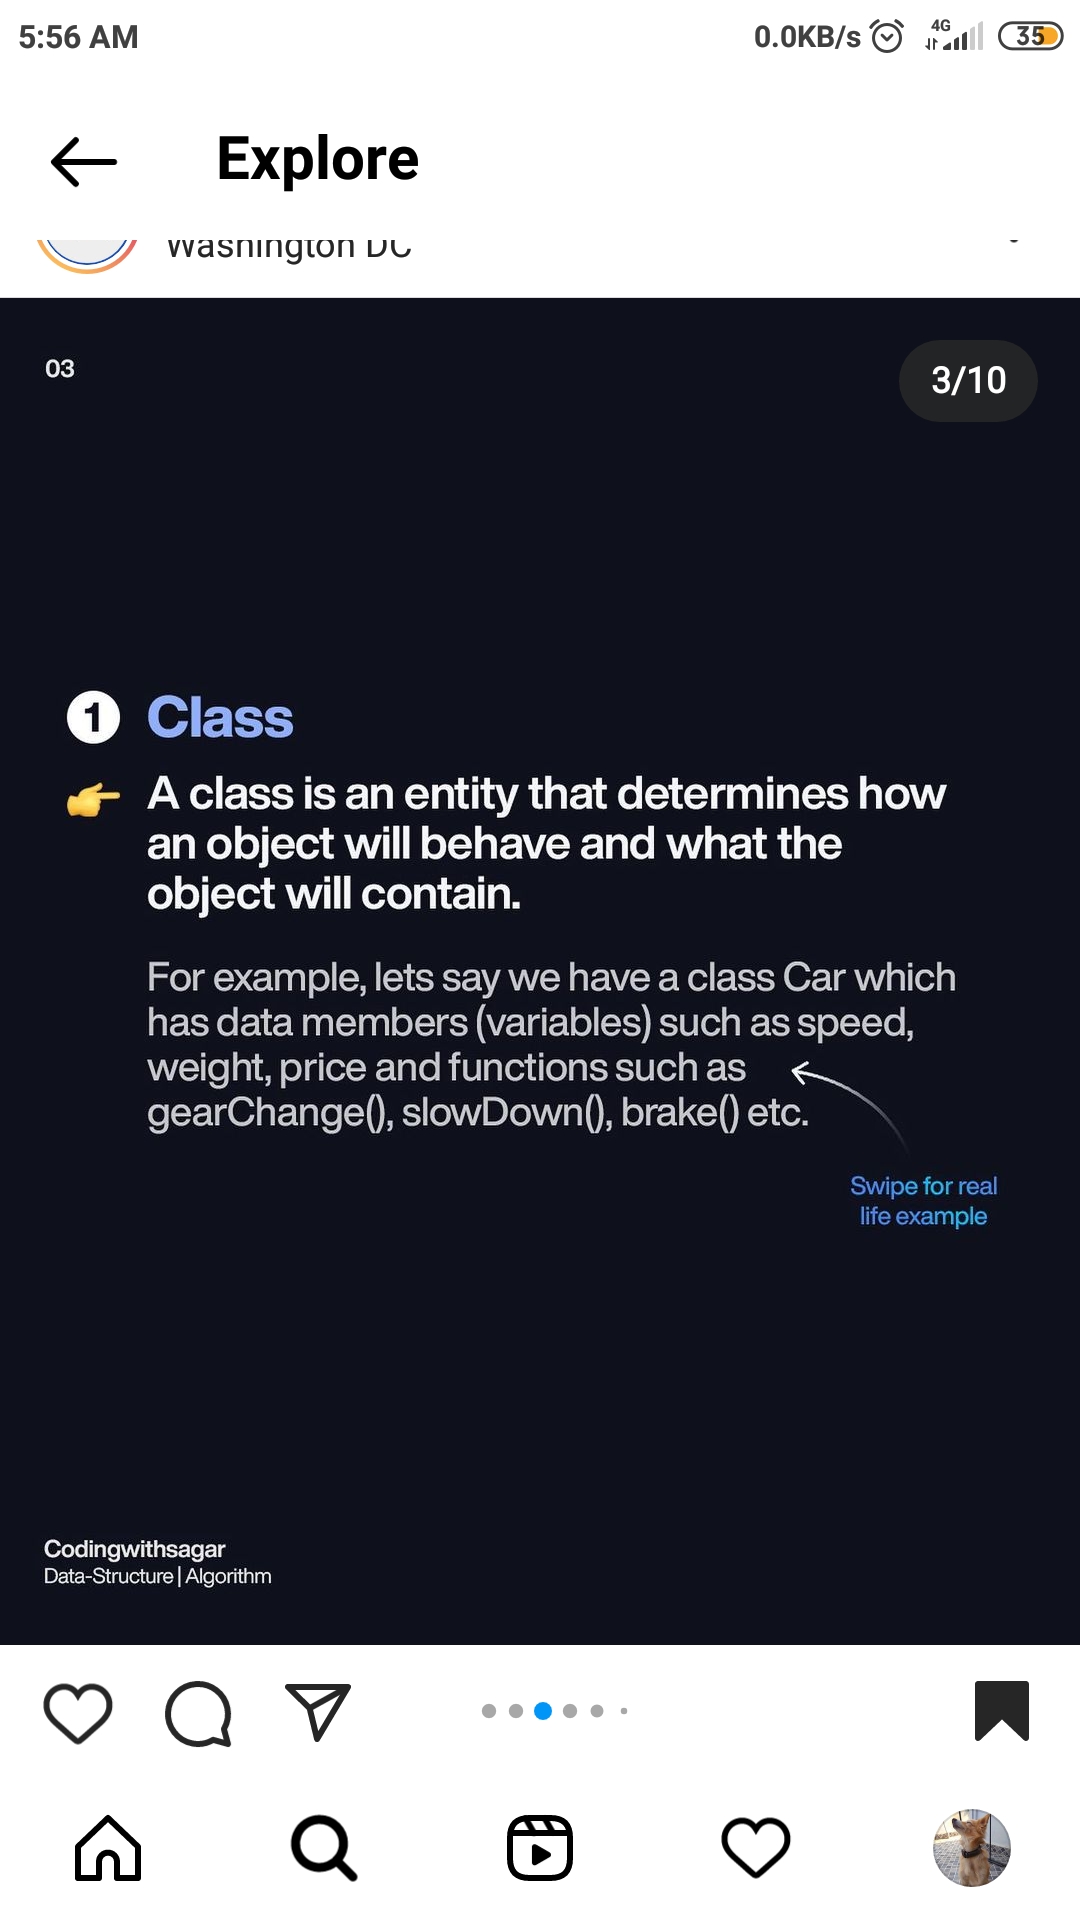 5:56 AM
0.0KB/s 4G 35
Explore
Washington DC
03
3/10
1 Class
A class is an entity that determines how
an object will behave and what the
object will contain.
For example, lets say we have a class Car which
has data members (variables) such as speed,
weight, price and functions such as
gearChange(), slowDown(), brake() etc.
Swipe for real
life example
Codingwithsagar
Data-Structure | Algorithm